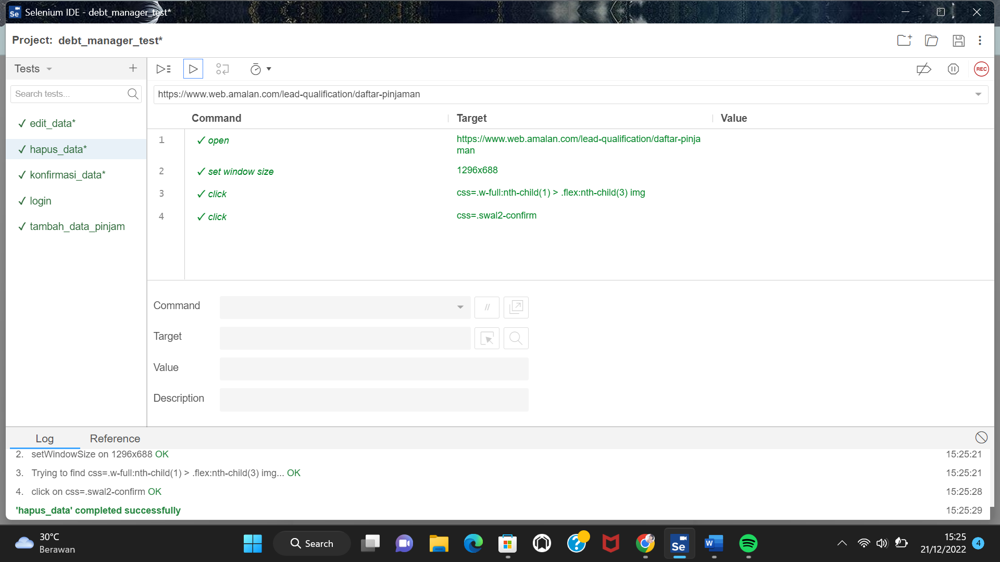 Selenium IDE - debt_manager_test*
Project: debt_manager_test*
Tests
REC
Search tests...
https://www.web.amalan.com/lead-qualification/daftar-pinjaman
Command Target Value
✓ edit_data*
✓ hapus_data*
✓ konfirmasi_data*
✓ login
✓ tambah_data_pinjam
1 ✓ open https://www.web.amalan.com/lead-qualification/daftar-pinja
man
2 ✓ set window size 1296x688
3 ✓ click css=.w-full:nth-child(1) > .flex:nth-child(3) img
4 ✓ click css=.swal2-confirm
Command //
Target
Value
Description
Log Reference
2. setWindowSize on 1296x688 OK 15:25:21
3. Trying to find css=.w-full:nth-child(1) > .flex:nth-child(3) img... OK 15:25:21
4. click on css=.swal2-confirm OK 15:25:28
'hapus_data' completed successfully 15:25:29
30°C
Berawan
Search
Se
W
15:25
21/12/2022
4